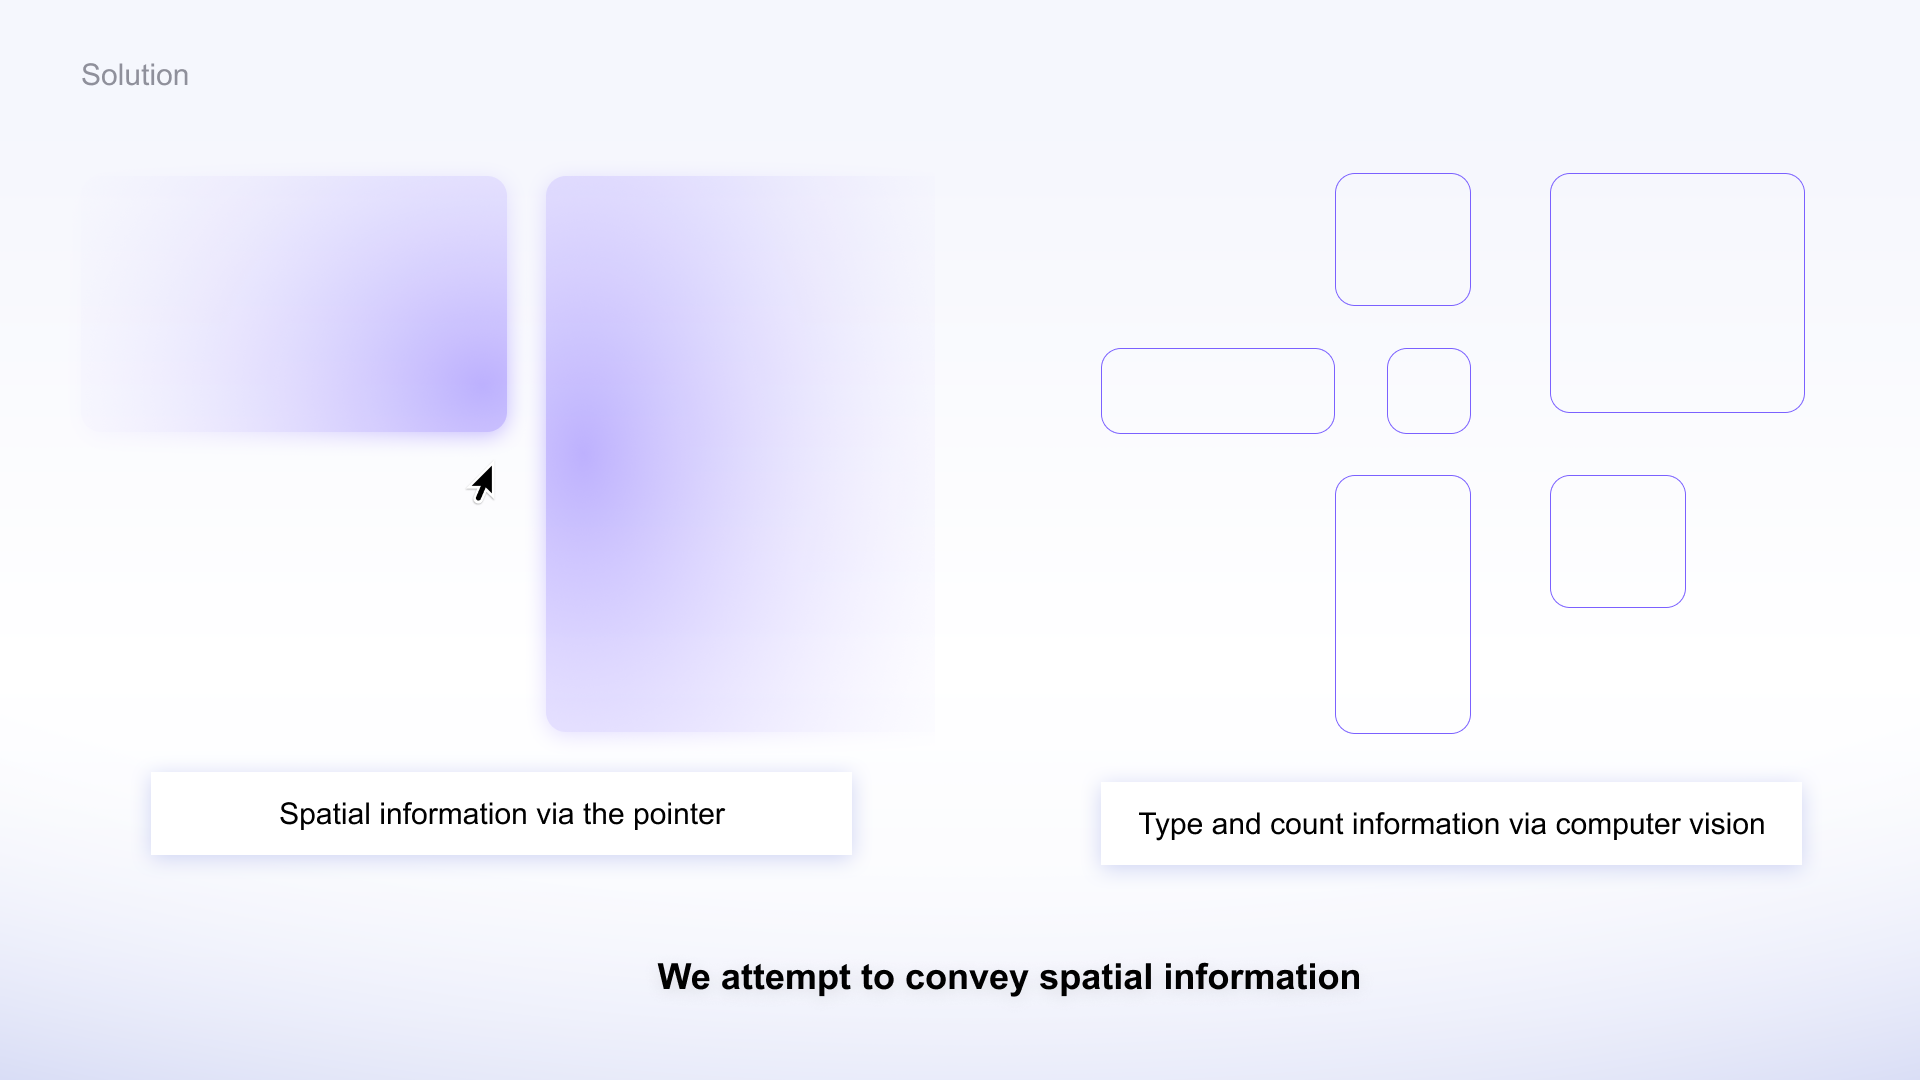 Solution
Spatial information via the pointer
Type and count information via computer vision
We attempt to convey spatial information